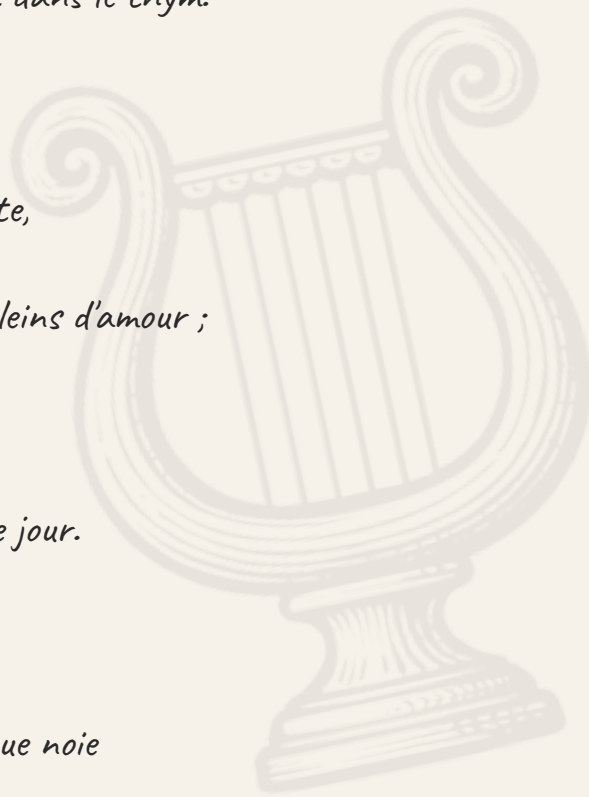 dans le thym.
te,
leins d'amour ;
e jour.
ue noie